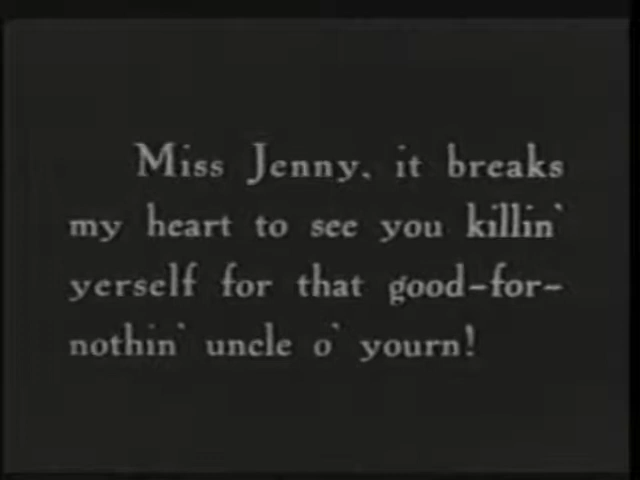 Miss Jenny, it breaks
my heart to see you killin'
yerself for that good-for-
nothin' uncle o' yourn!